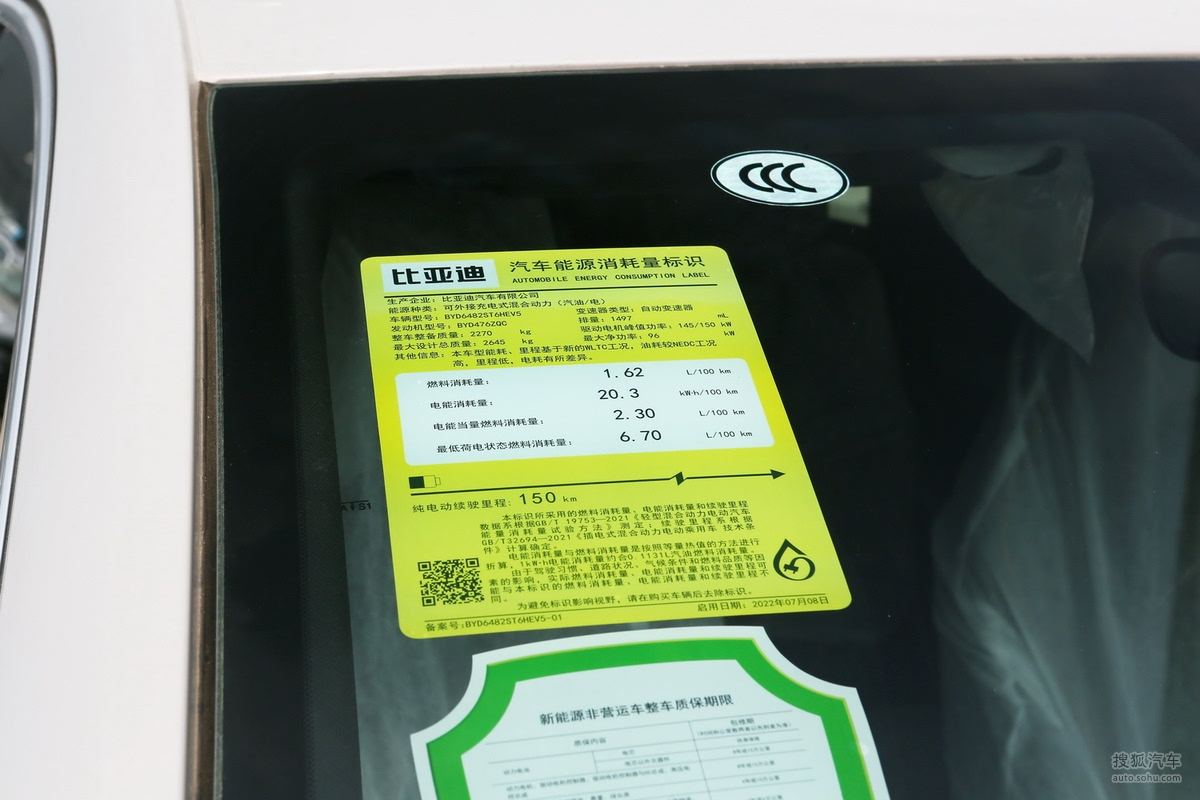 CCC
比亚迪
汽车能源消耗量标识
AUTOMOBILE ENERGY CONSUMPTION LABEL
生产企业：比亚迪汽车有限公司
能源种类：可外接充电式混合动力（汽油/电）
车辆型号：BYD6482ST6HEV5 变速器类型：自动变速器
发动机型号：BYD476ZQC 排量：1497 mL
整车整备质量：2270 kg 驱动电机峰值功率：145/150 kW
最大设计总质量：2645 kg 最大净功率：96 kW
其他信息：本车型能耗、里程基于新的WLTC工况，油耗较NEDC工况
高，里程低，电耗有所差异。
燃料消耗量： 1.62 L/100 km
电能消耗量： 20.3 kW·h/100 km
电能当量燃料消耗量： 2.30 L/100 km
最低荷电状态燃料消耗量： 6.70 L/100 km
纯电动续驶里程：150 km
本标识所采用的燃料消耗量、电能消耗量和续驶里程
数据系根据GB/T 19753—2021《轻型混合动力电动汽车
能量消耗量试验方法》测定；续驶里程系根据
GB/T32694—2021《插电式混合动力电动乘用车 技术条
件》计算确定。
电能消耗量与燃料消耗量是按照等量热值的方法进行
折算，1kW·h电能消耗量约合0.1131L汽油燃料消耗量。
由于驾驶习惯、道路状况、气候条件和燃料品质等因
素的影响，实际燃料消耗量、电能消耗量和续驶里程可
能与本标识的燃料消耗量、电能消耗量和续驶里程不
同。
为避免标识影响视野，请在购买车辆后去除标识。
备案号：BYD6482ST6HEV5-01 启用日期：2022年07月08日
A S1
新能源非营运车整车质保期限
质保内容 包修期
搜狐汽车
auto.sohu.com